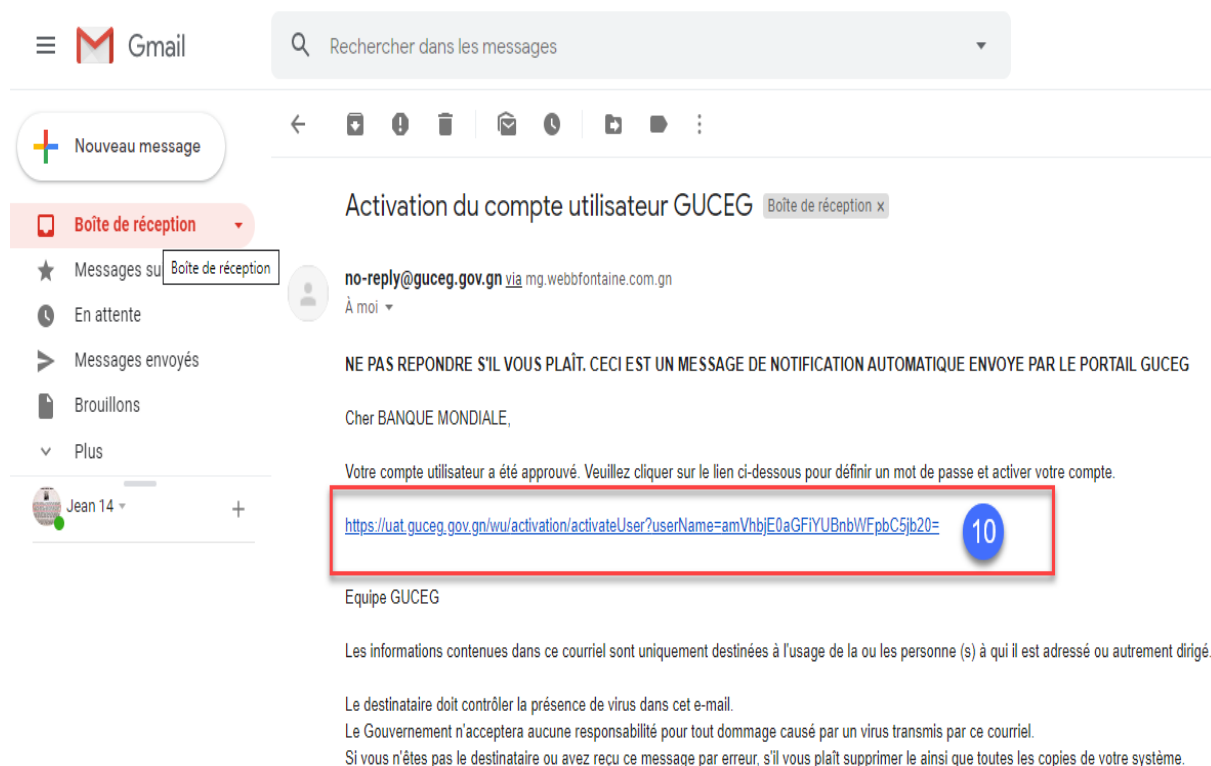 Gmail
Rechercher dans les messages
Nouveau message
Boîte de réception
Messages su
Boîte de réception
En attente
Messages envoyés
Brouillons
Plus
Jean 14
Activation du compte utilisateur GUCEG Boîte de réception x
no-reply@guceg.gov.gn via mg.webbfontaine.com.gn
À moi
NE PAS REPONDRE S'IL VOUS PLAÎT. CECI EST UN MESSAGE DE NOTIFICATION AUTOMATIQUE ENVOYE PAR LE PORTAIL GUCEG
Cher BANQUE MONDIALE,
Votre compte utilisateur a été approuvé. Veuillez cliquer sur le lien ci-dessous pour définir un mot de passe et activer votre compte.
https://uat.guceg.gov.gn/wu/activation/activateUser?userName=amVhbjE0aGFiYUBnbWFpbC5jb20=
10
Equipe GUCEG
Les informations contenues dans ce courriel sont uniquement destinées à l'usage de la ou les personne (s) à qui il est adressé ou autrement dirigé.
Le destinataire doit contrôler la présence de virus dans cet e-mail.
Le Gouvernement n'acceptera aucune responsabilité pour tout dommage causé par un virus transmis par ce courriel.
Si vous n'êtes pas le destinataire ou avez reçu ce message par erreur, s'il vous plaît supprimer le ainsi que toutes les copies de votre système.